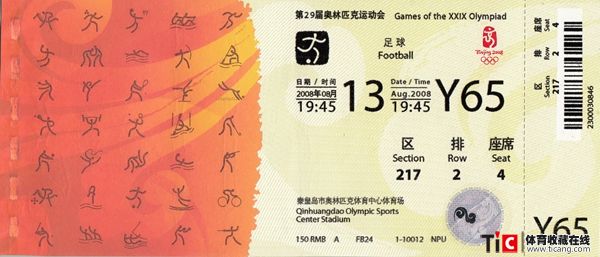 第29届奥林匹克运动会 Games of the XXIX Olympiad
足球
Football
Beijing 2008
日期 / 时间
2008年08月
19:45
13
Date / Time
Aug.2008
19:45
Y65
区 排 座席
Section Row Seat
217 2 4
秦皇岛市奥林匹克体育中心体育场
Qinhuangdao Olympic Sports
Center Stadium
150 RMB A FB24 1-10012 NPU
座席
Seat
4
排
Row
2
区
Section
217
2300030846
Y65
TiC 体育收藏在线
www.ticang.com